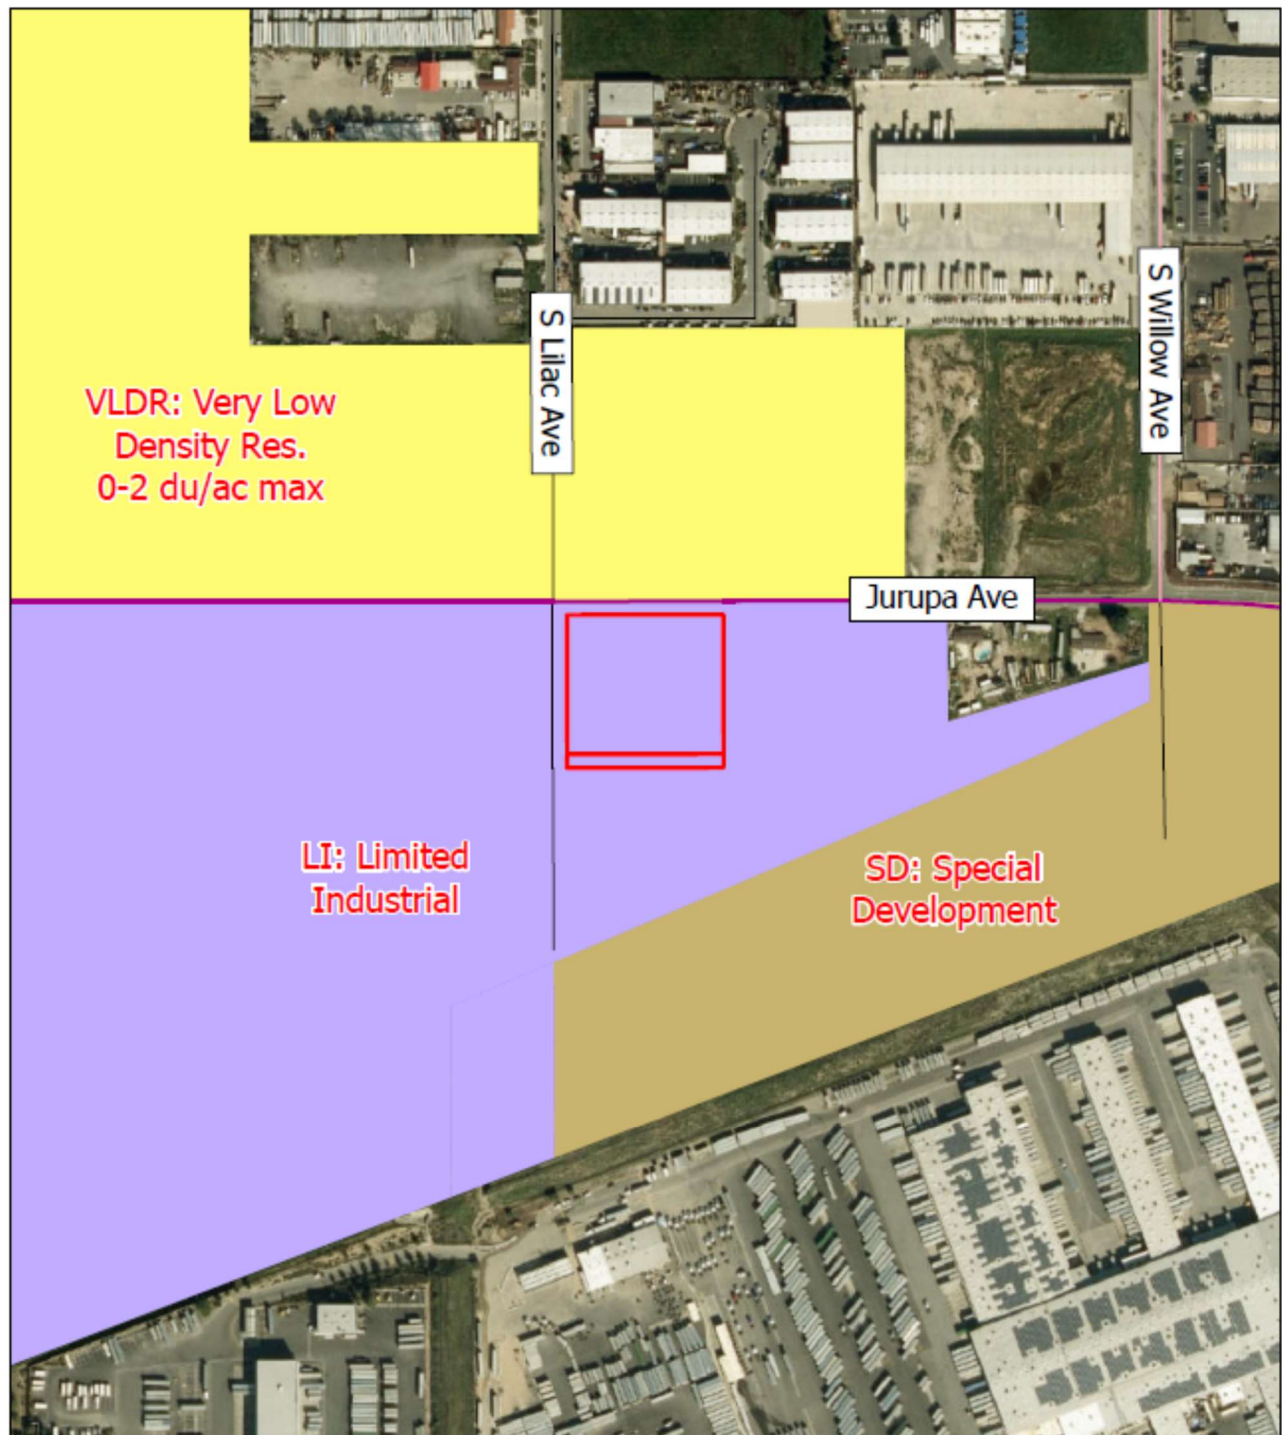 S Lilac Ave
S Willow Ave
VLDR: Very Low
Density Res.
0-2 du/ac max
Jurupa Ave
LI: Limited
Industrial
SD: Special
Development